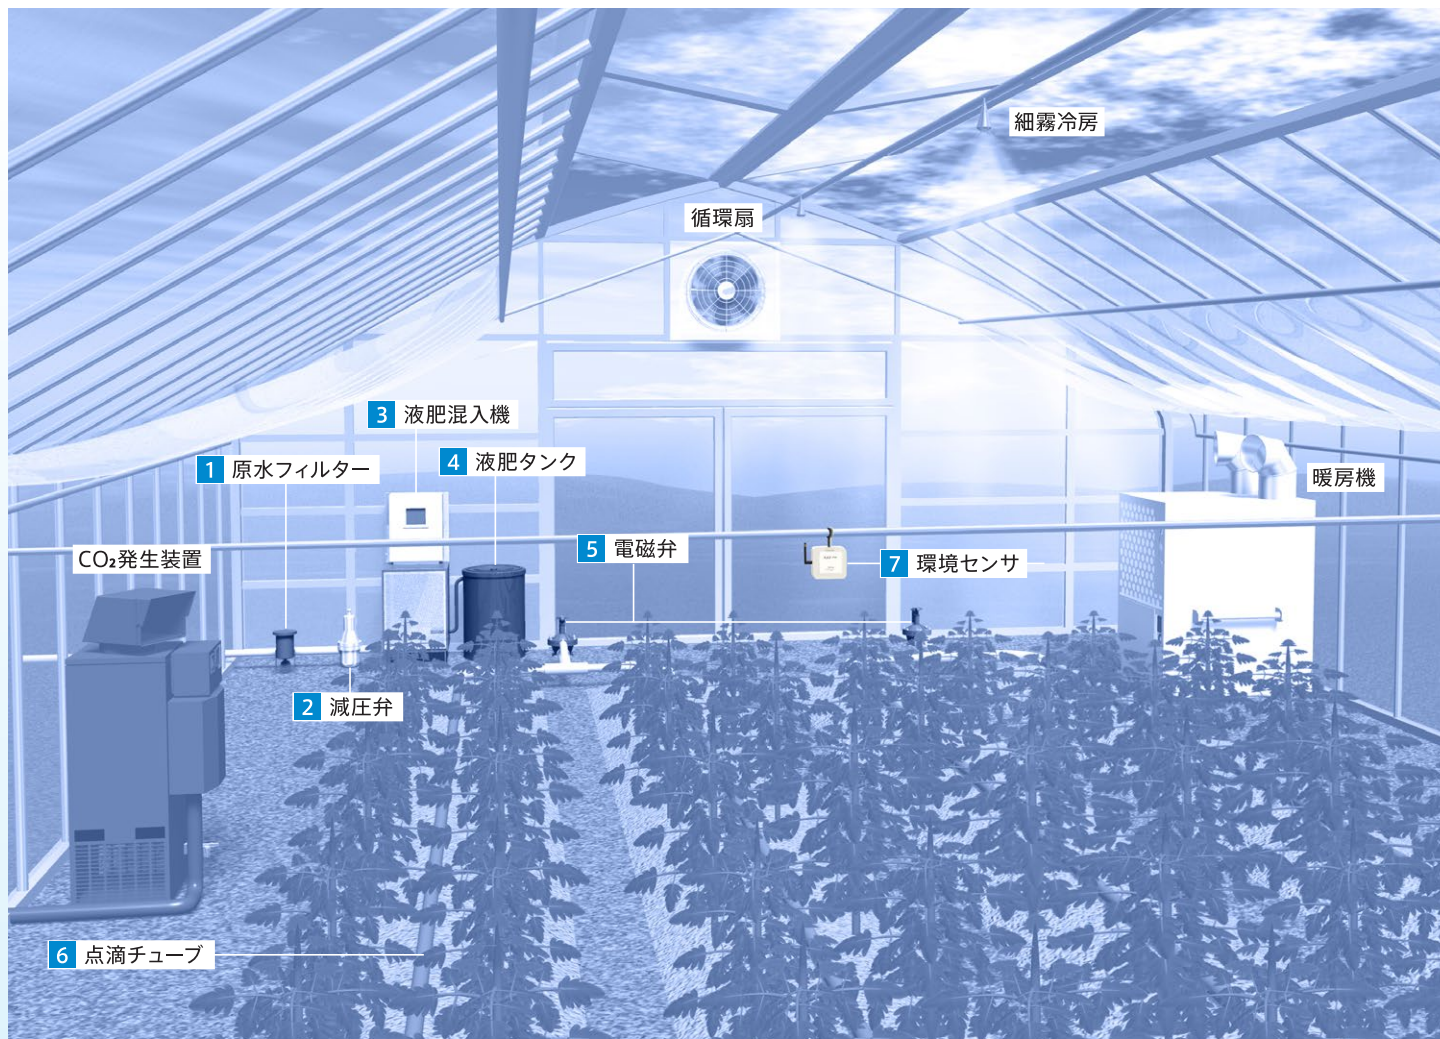 細霧冷房
循環扇
3 液肥混入機
4 液肥タンク
1 原水フィルター
暖房機
5 電磁弁
7 環境センサ
CO₂発生装置
2 減圧弁
6 点滴チューブ